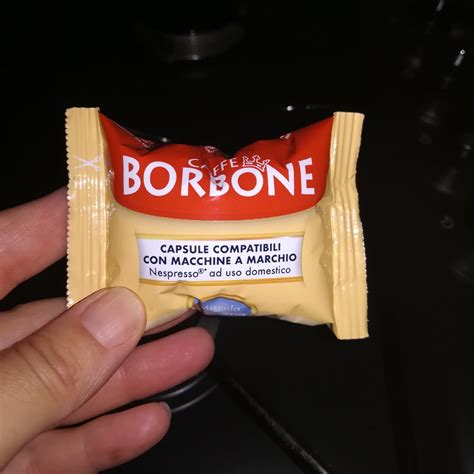 CAFFÈ
BORBONE
CAPSULE COMPATIBILI
CON MACCHINE A MARCHIO
Nespresso®* ad uso domestico